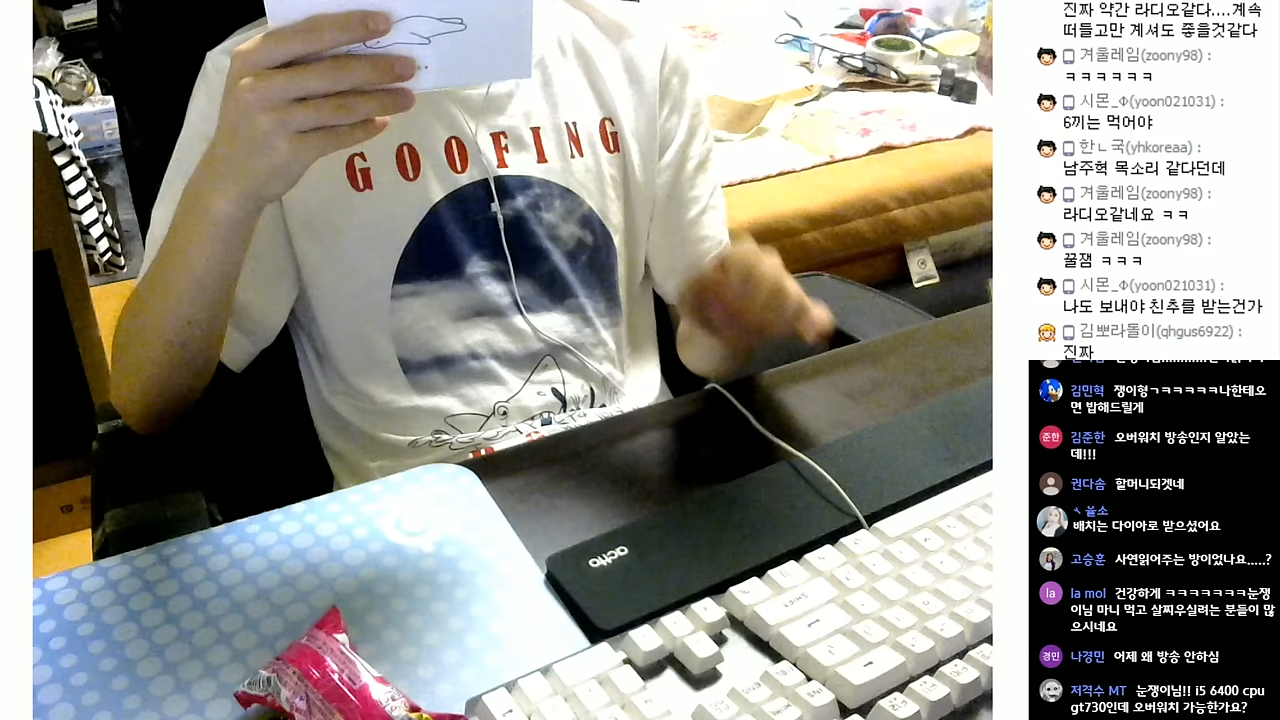 GOOFING
actto
SHIFT
진짜 약간 라디오같다....계속
떠들고만 계셔도 좋을것같다
겨울레임(zoony98) :
ㅋㅋㅋㅋㅋㅋ
시몬_Φ(yoon021031) :
6끼는 먹어야
한ㄴ국(yhkoreaa) :
남주혁 목소리 같다던데
겨울레임(zoony98) :
라디오같네요 ㅋㅋ
겨울레임(zoony98) :
꿀잼 ㅋㅋㅋ
시몬_Φ(yoon021031) :
나도 보내야 친추를 받는건가
김뽀라돌이(qhgus6922) :
진짜
김민혁 쟁이형ㄱㅋㅋㅋㅋㅋ나한테오
면 밥해드릴게
준한 김준한 오버워치 방송인지 알았는
데!!!
권다솜 할머니되겟네
율소
배치는 다이아로 받으셨어요
고승훈 사연읽어주는 방이었나요.....?
la la mol 건강하게 ㅋㅋㅋㅋㅋㅋㅋ눈쟁
이님 마니 먹고 살찌우실려는 분들이 많
으시네요
경민 나경민 어제 왜 방송 안하심
저격수 MT 눈쟁이님!! i5 6400 cpu
gt730인데 오버워치 가능한가요?